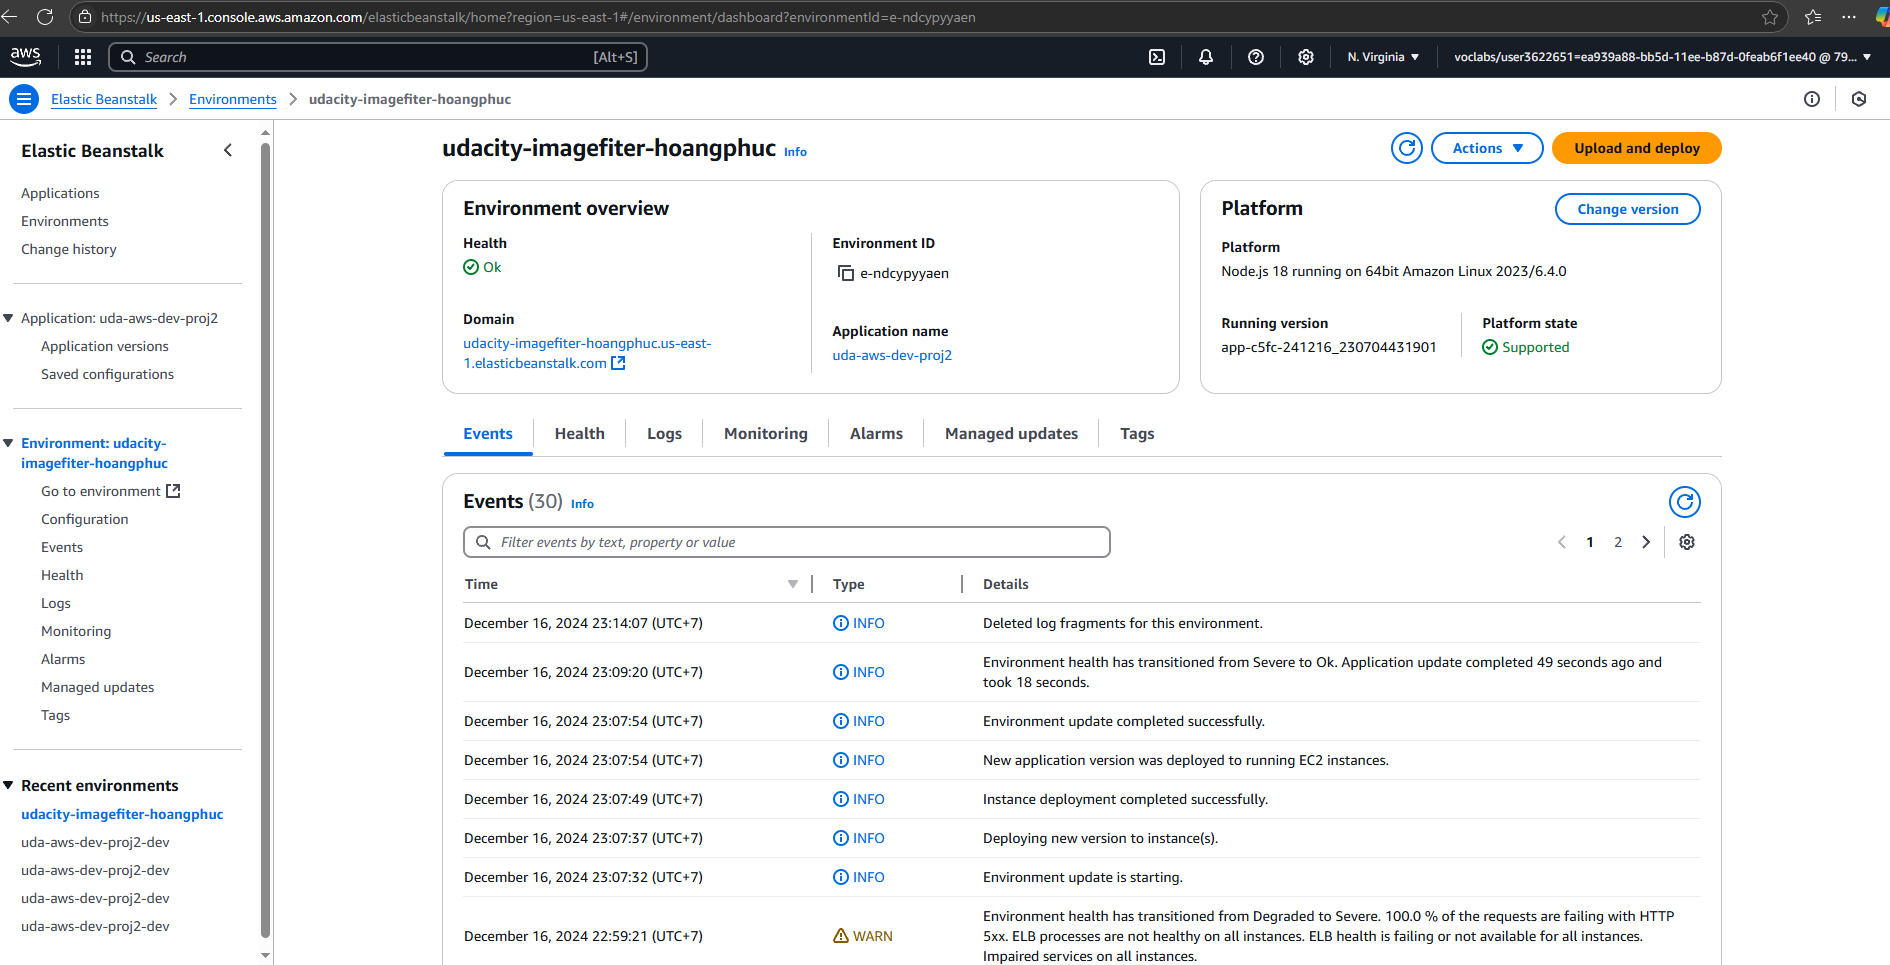 https://us-east-1.console.aws.amazon.com/elasticbeanstalk/home?region=us-east-1#/environment/dashboard?environmentId=e-ndcypyyaen
aws
Search
[Alt+S]
N. Virginia
voclabs/user3622651=ea939a88-bb5d-11ee-b87d-0feab6f1ee40 @ 79...
Elastic Beanstalk
Environments
udacity-imagefiter-hoangphuc
Elastic Beanstalk
Applications
Environments
Change history
Application: uda-aws-dev-proj2
Application versions
Saved configurations
Environment: udacity-
imagefiter-hoangphuc
Go to environment
Configuration
Events
Health
Logs
Monitoring
Alarms
Managed updates
Tags
Recent environments
udacity-imagefiter-hoangphuc
uda-aws-dev-proj2-dev
uda-aws-dev-proj2-dev
uda-aws-dev-proj2-dev
uda-aws-dev-proj2-dev
udacity-imagefiter-hoangphuc Info
Actions
Upload and deploy
Environment overview
Health
Ok
Domain
udacity-imagefiter-hoangphuc.us-east-
1.elasticbeanstalk.com
Environment ID
e-ndcypyyaen
Application name
uda-aws-dev-proj2
Platform
Change version
Platform
Node.js 18 running on 64bit Amazon Linux 2023/6.4.0
Running version
app-c5fc-241216_230704431901
Platform state
Supported
Events
Health
Logs
Monitoring
Alarms
Managed updates
Tags
Events (30) Info
Filter events by text, property or value
1
2
Time
Type
Details
December 16, 2024 23:14:07 (UTC+7)
INFO
Deleted log fragments for this environment.
December 16, 2024 23:09:20 (UTC+7)
INFO
Environment health has transitioned from Severe to Ok. Application update completed 49 seconds ago and
took 18 seconds.
December 16, 2024 23:07:54 (UTC+7)
INFO
Environment update completed successfully.
December 16, 2024 23:07:54 (UTC+7)
INFO
New application version was deployed to running EC2 instances.
December 16, 2024 23:07:49 (UTC+7)
INFO
Instance deployment completed successfully.
December 16, 2024 23:07:37 (UTC+7)
INFO
Deploying new version to instance(s).
December 16, 2024 23:07:32 (UTC+7)
INFO
Environment update is starting.
December 16, 2024 22:59:21 (UTC+7)
WARN
Environment health has transitioned from Degraded to Severe. 100.0 % of the requests are failing with HTTP
5xx. ELB processes are not healthy on all instances. ELB health is failing or not available for all instances.
Impaired services on all instances.